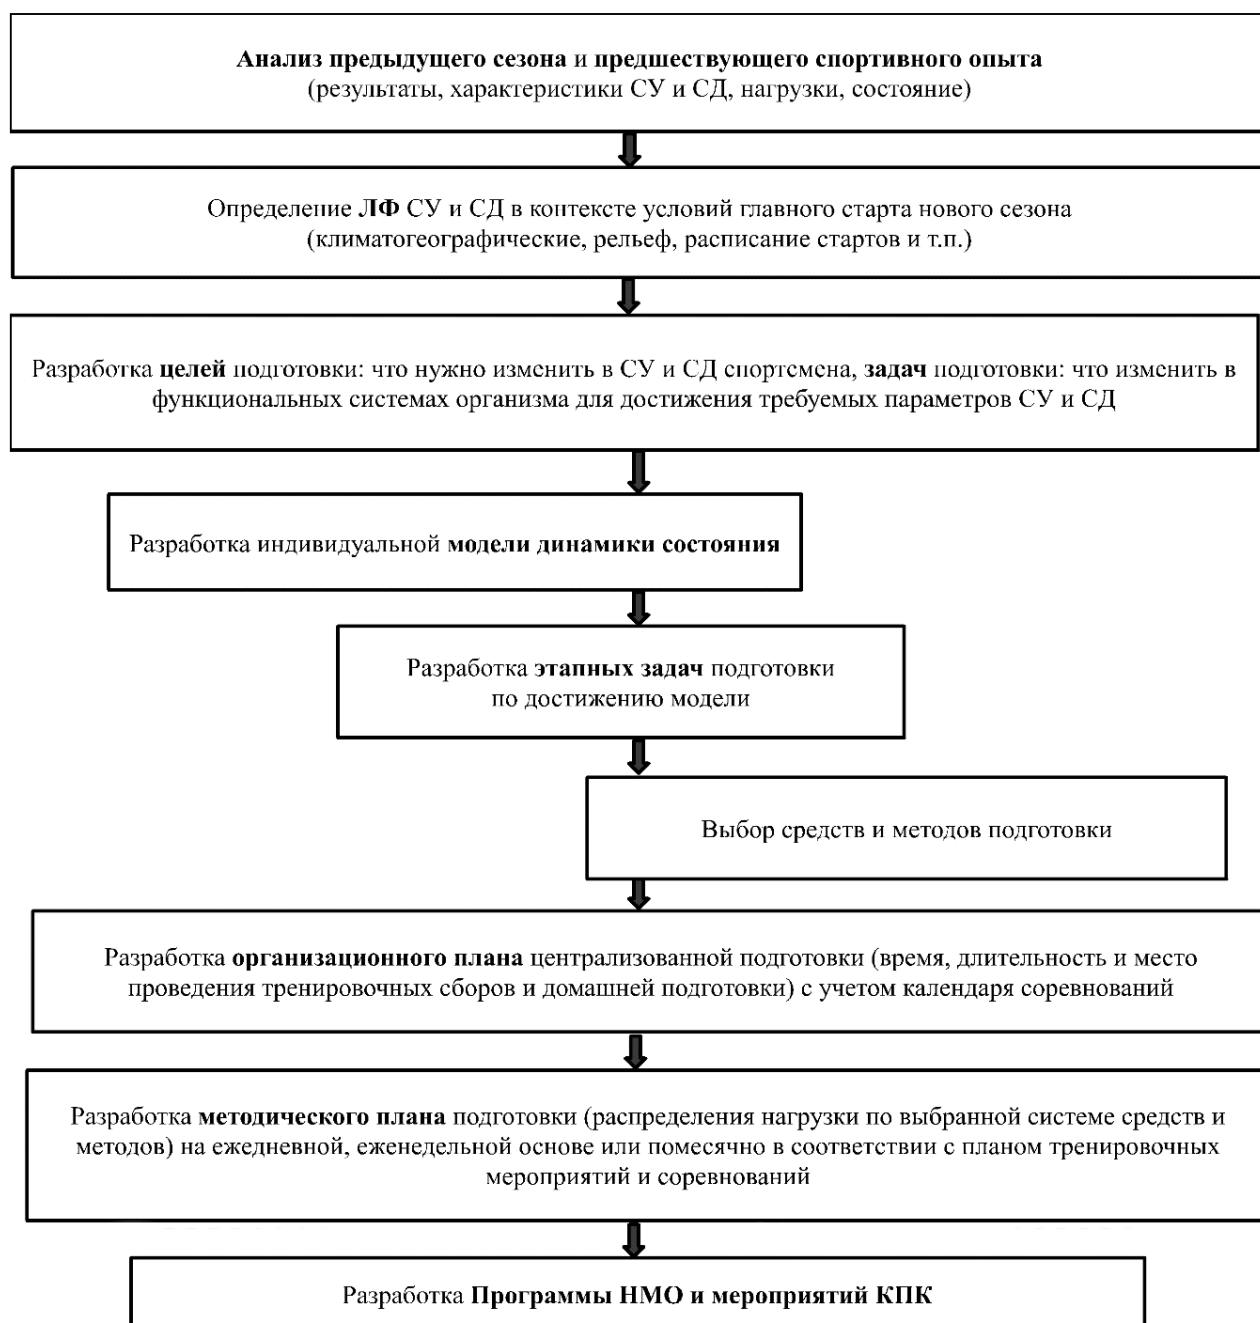 Анализ предыдущего сезона и предшествующего спортивного опыта
(результаты, характеристики СУ и СД, нагрузки, состояние)
Определение ЛФ СУ и СД в контексте условий главного старта нового сезона
(климатогеографические, рельеф, расписание стартов и т.п.)
Разработка целей подготовки: что нужно изменить в СУ и СД спортсмена, задач подготовки: что изменить в
функциональных системах организма для достижения требуемых параметров СУ и СД
Разработка индивидуальной модели динамики состояния
Разработка этапных задач подготовки
по достижению модели
Выбор средств и методов подготовки
Разработка организационного плана централизованной подготовки (время, длительность и место
проведения тренировочных сборов и домашней подготовки) с учетом календаря соревнований
Разработка методического плана подготовки (распределения нагрузки по выбранной системе средств и
методов) на ежедневной, еженедельной основе или помесячно в соответствии с планом тренировочных
мероприятий и соревнований
Разработка Программы НМО и мероприятий КПК